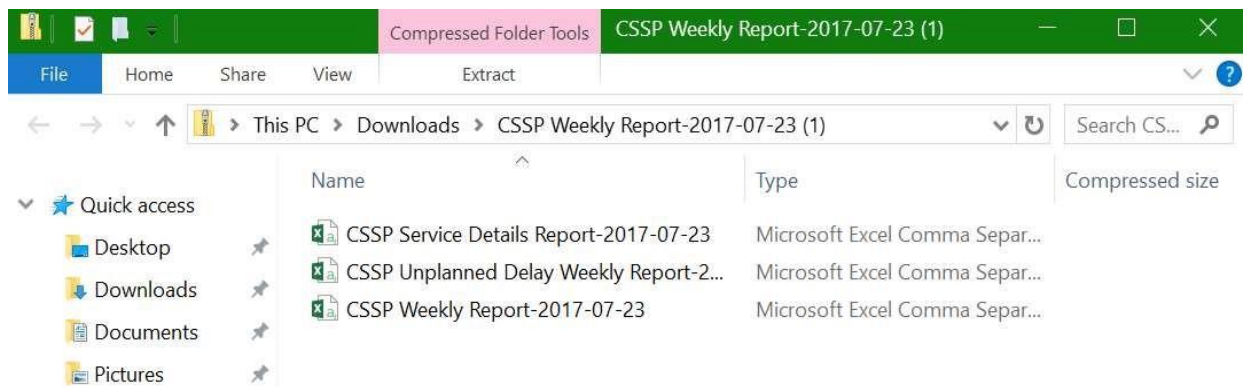 Compressed Folder Tools CSSP Weekly Report-2017-07-23 (1)
File Home Share View Extract
This PC > Downloads > CSSP Weekly Report-2017-07-23 (1) Search CS...
Name Type Compressed size
Quick access
Desktop
Downloads
Documents
Pictures
CSSP Service Details Report-2017-07-23 Microsoft Excel Comma Separ...
CSSP Unplanned Delay Weekly Report-2... Microsoft Excel Comma Separ...
CSSP Weekly Report-2017-07-23 Microsoft Excel Comma Separ...